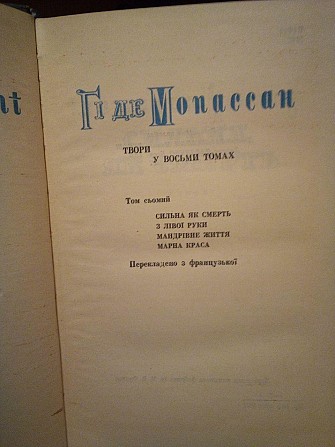 nt
Гі де Мопассан
ТВОРИ
У ВОСЬМИ ТОМАХ
Том сьомий
СИЛЬНА ЯК СМЕРТЬ
З ЛІВОЇ РУКИ
МАНДРІВНЕ ЖИТТЯ
МАРНА КРАСА
Перекладено з французької